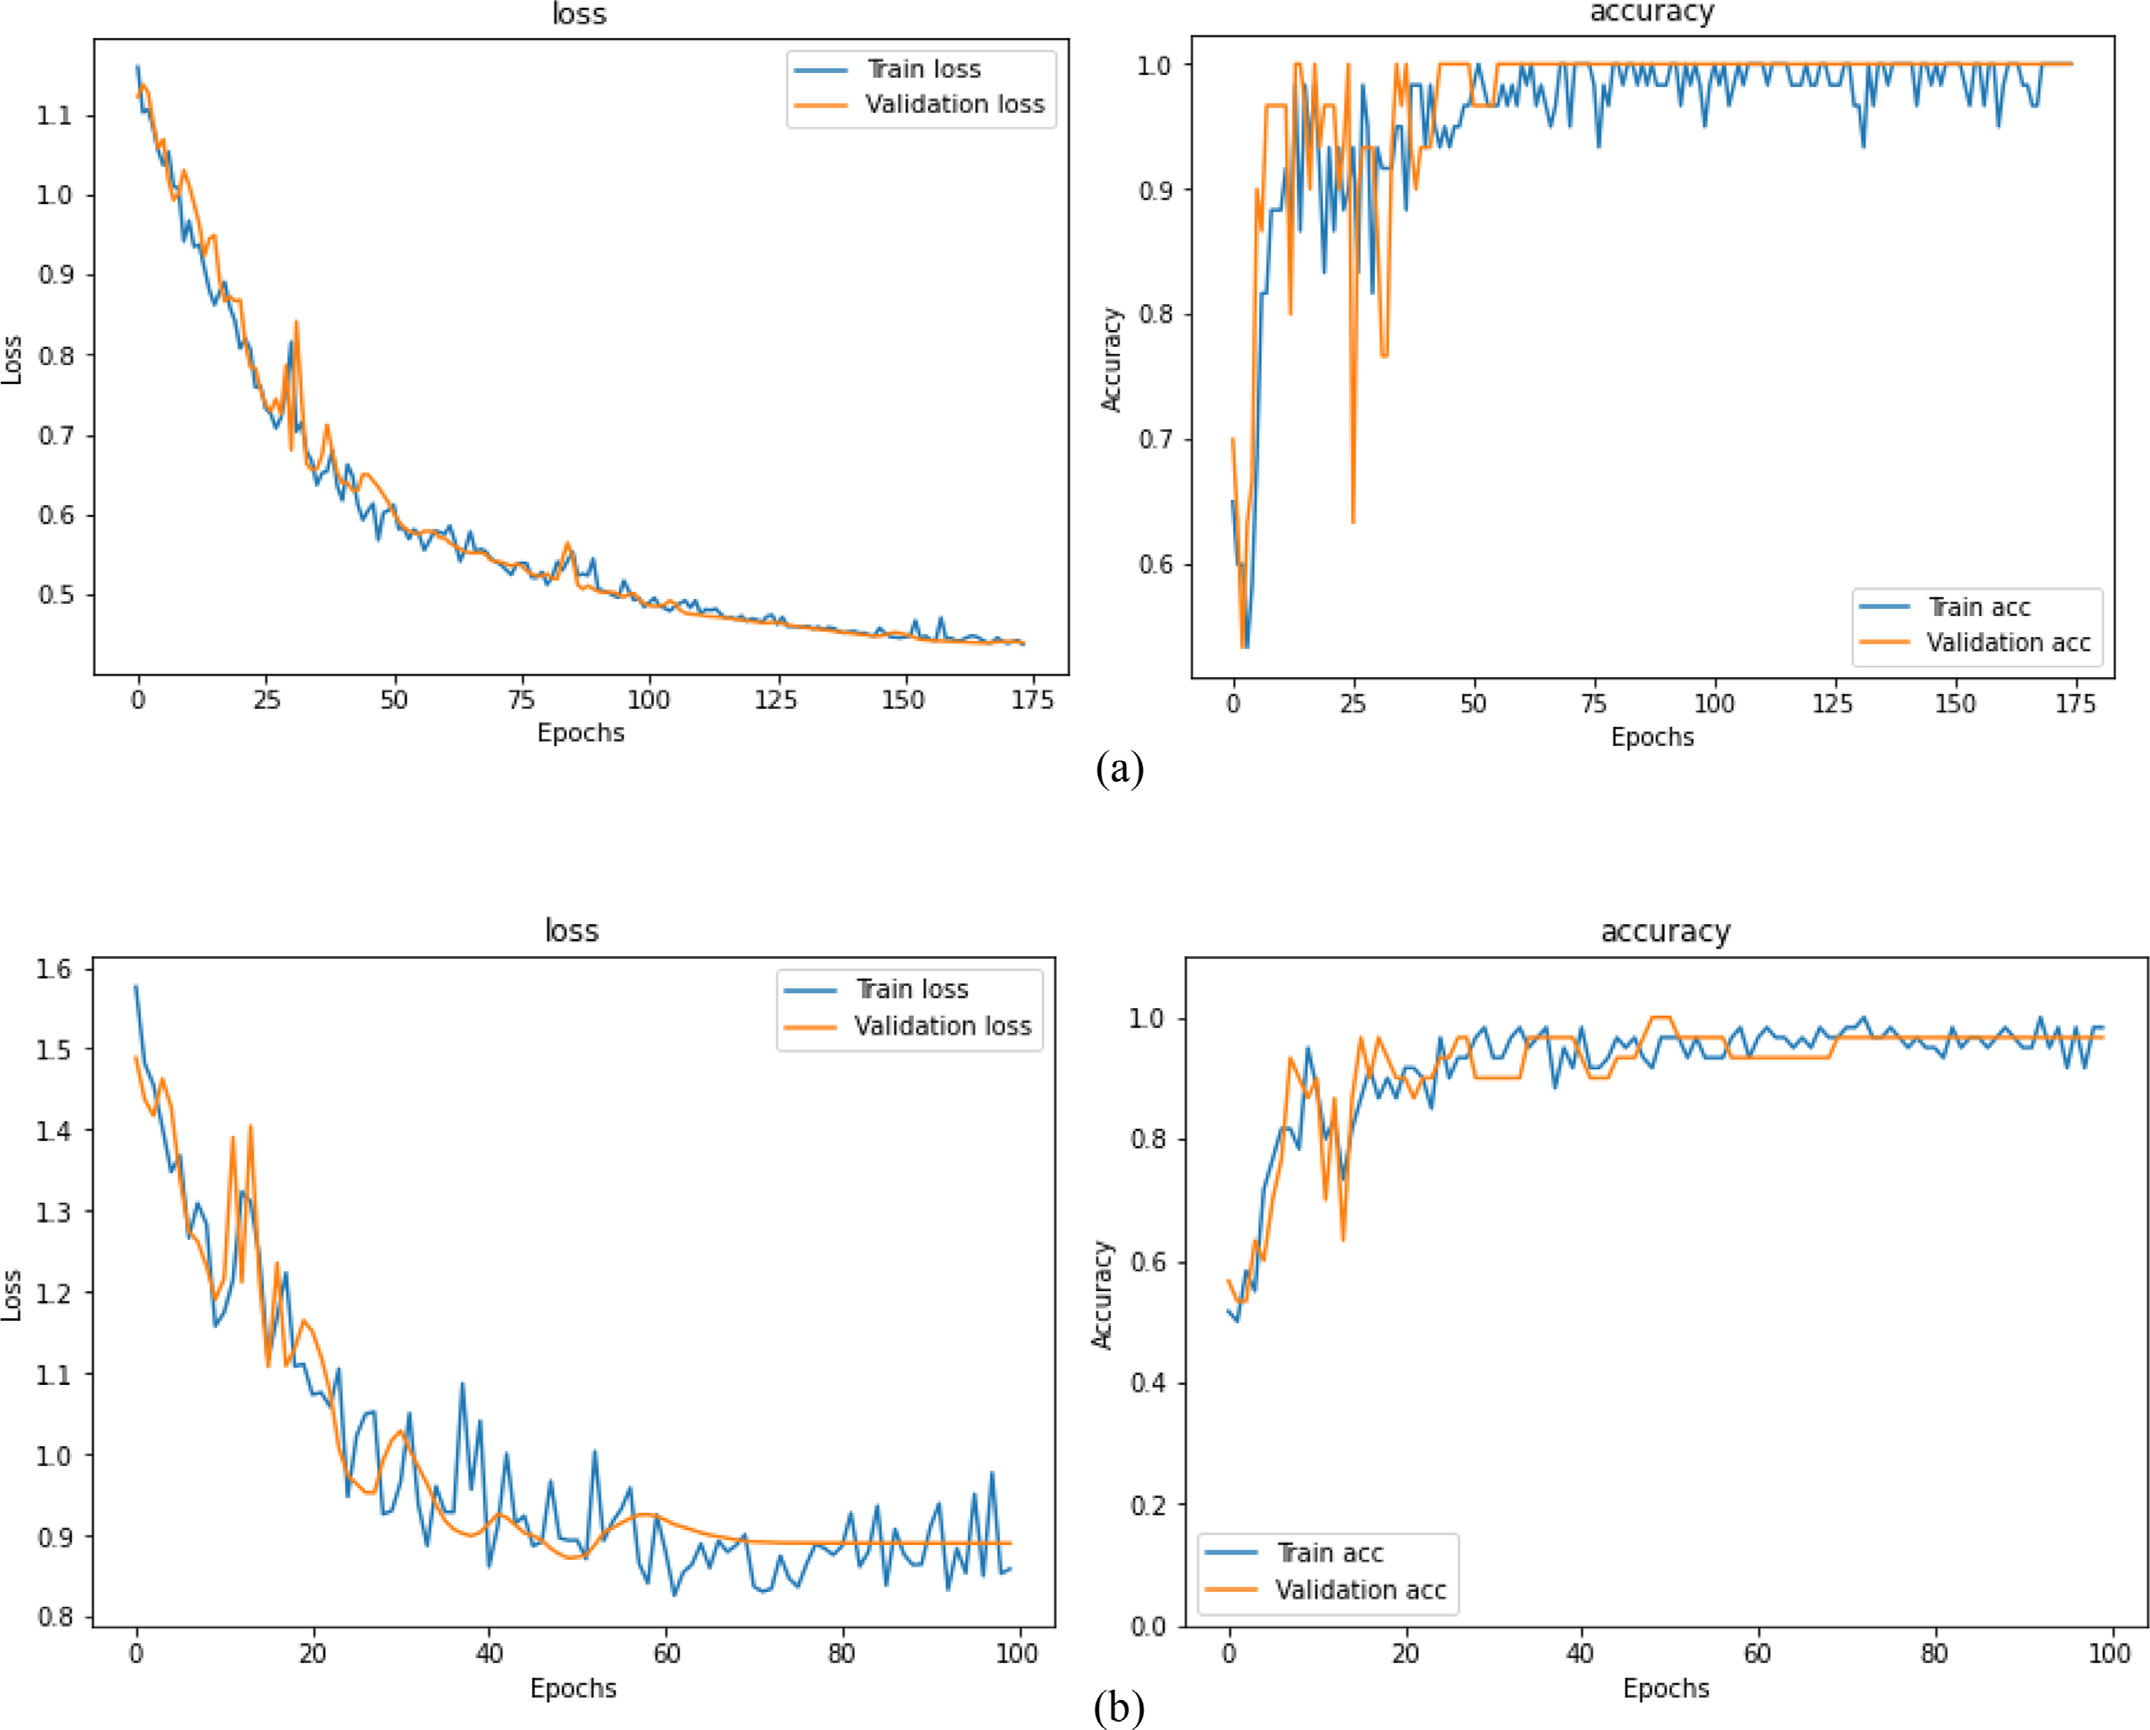 loss
Train loss
Validation loss
1.1
1.0
0.9
0.8
0.7
0.6
0.5
Loss
0 25 50 75 100 125 150 175
Epochs
accuracy
1.0
0.9
0.8
0.7
0.6
Accuracy
Train acc
Validation acc
0 25 50 75 100 125 150 175
Epochs
(a)
loss
Train loss
Validation loss
1.6
1.5
1.4
1.3
1.2
1.1
1.0
0.9
0.8
Loss
0 20 40 60 80 100
Epochs
accuracy
1.0
0.8
0.6
0.4
0.2
0.0
Accuracy
Train acc
Validation acc
0 20 40 60 80 100
Epochs
(b)